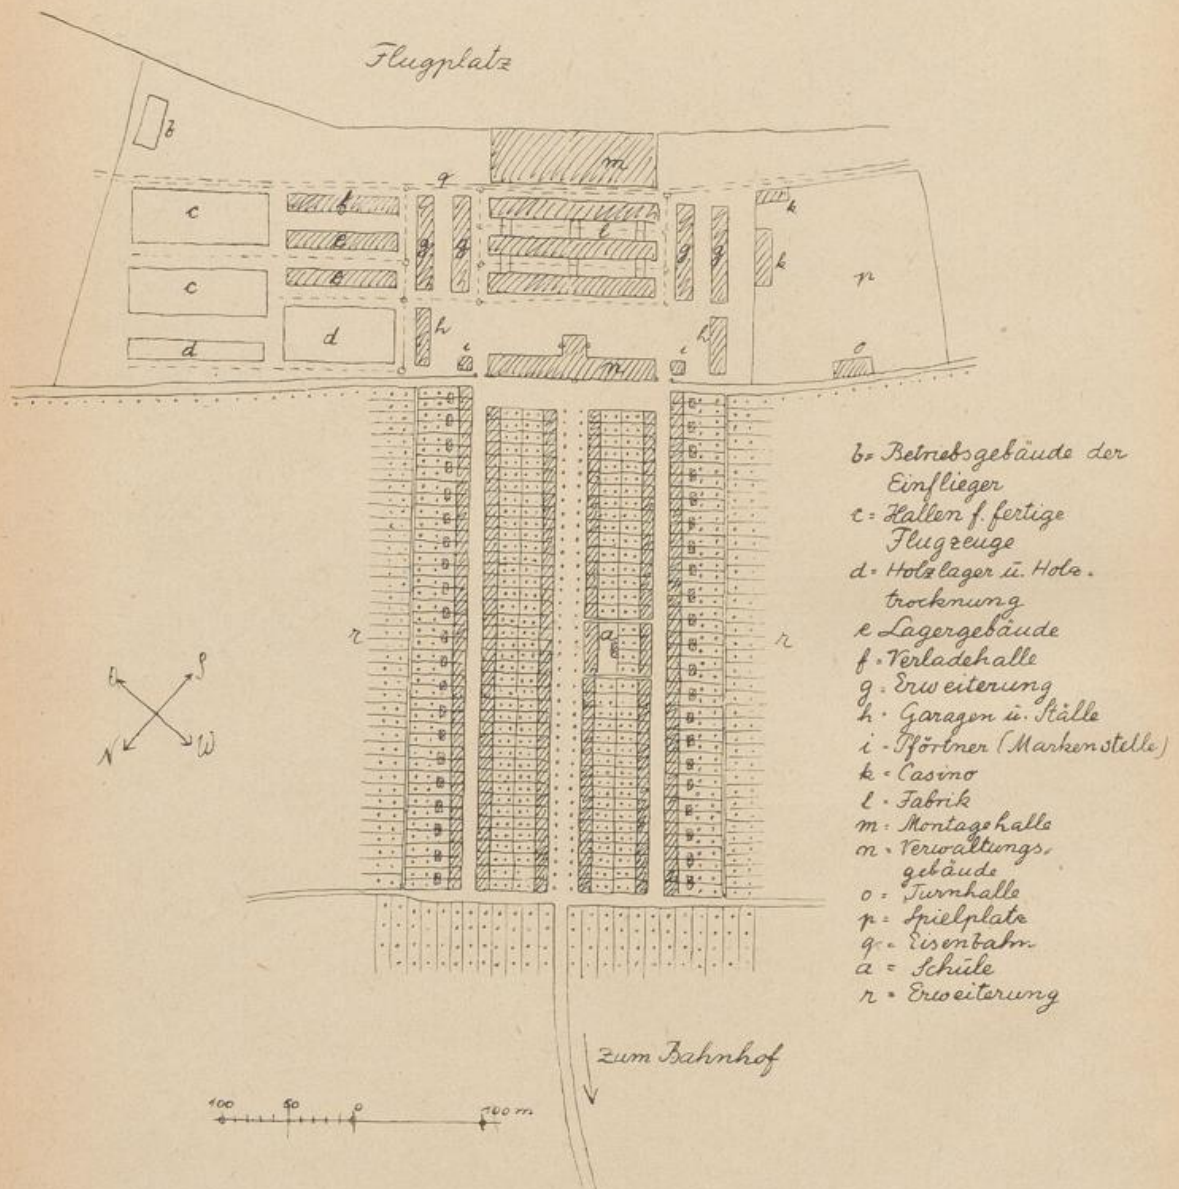 Flugplatz
b
m
q
c
f
g
g
l
g
g
k
e
k
c
e
p
d
d
h
i
n
i
h
o
b = Betriebsgebäude der
Einflieger
c = Hallen f. fertige
Flugzeuge
d = Holzlager ü. Holz-
trocknung
e Lagergebäude
f = Verladehalle
g = Erweiterung
h = Garagen ü. Ställe
i = Pförtner (Markenstelle)
k = Casino
l = Fabrik
m = Montagehalle
n = Verwaltungs-
gebäude
o = Turnhalle
p = Spielplatz
q = Eisenbahn
a = Schüle
r = Erweiterung
r
a
r
O
S
N
W
zum Bahnhof
100 50 0 100 m